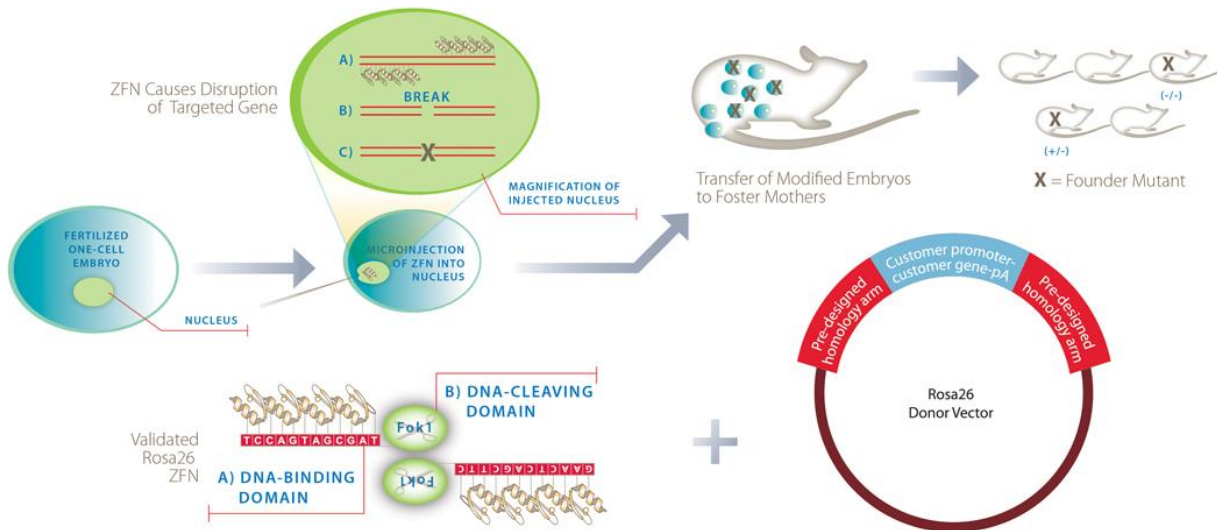 ZFN Causes Disruption
of Targeted Gene
A)
BREAK
B)
C)
X
MAGNIFICATION OF
INJECTED NUCLEUS
FERTILIZED
ONE-CELL
EMBRYO
NUCLEUS
MICROINJECTION
OF ZFN INTO
NUCLEUS
X
X
X
X
Transfer of Modified Embryos
to Foster Mothers
X
(-/-)
X
(+/-)
X = Founder Mutant
Validated
Rosa26
ZFN
TCCAGTAGCGAT
Fok1
B) DNA-CLEAVING
DOMAIN
A) DNA-BINDING
DOMAIN
Fok1
GAACTCAGCTTC
+
Pre-designed
homology arm
Customer promoter-
customer gene-pA
Pre-designed
homology arm
Rosa26
Donor Vector